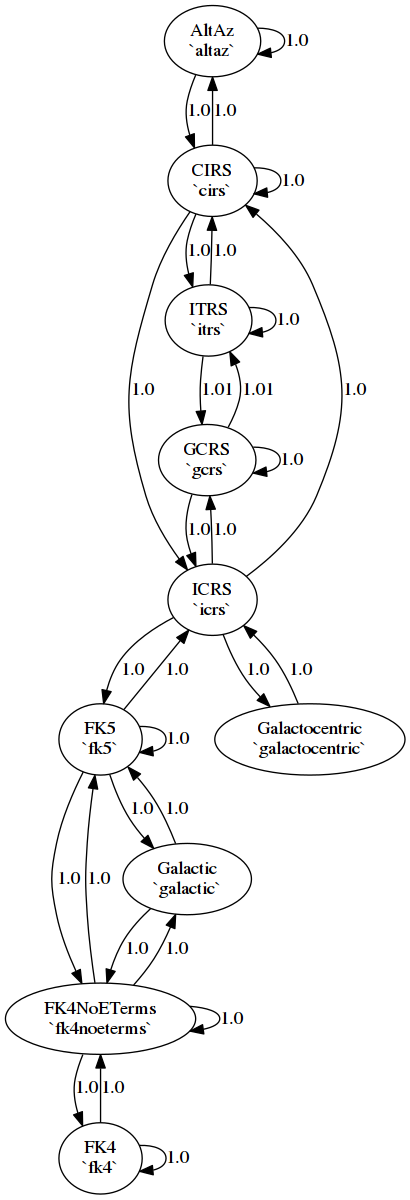 AltAz
`altaz`
1.0
1.0
1.0
CIRS
`cirs`
1.0
1.0
1.0
ITRS
`itrs`
1.0
1.0
1.01
1.01
1.0
GCRS
`gcrs`
1.0
1.0
1.0
ICRS
`icrs`
1.0
1.0
1.0
1.0
FK5
`fk5`
1.0
Galactocentric
`galactocentric`
1.0
1.0
Galactic
`galactic`
1.0
1.0
1.0
1.0
FK4NoETerms
`fk4noeterms`
1.0
1.0
1.0
FK4
`fk4`
1.0